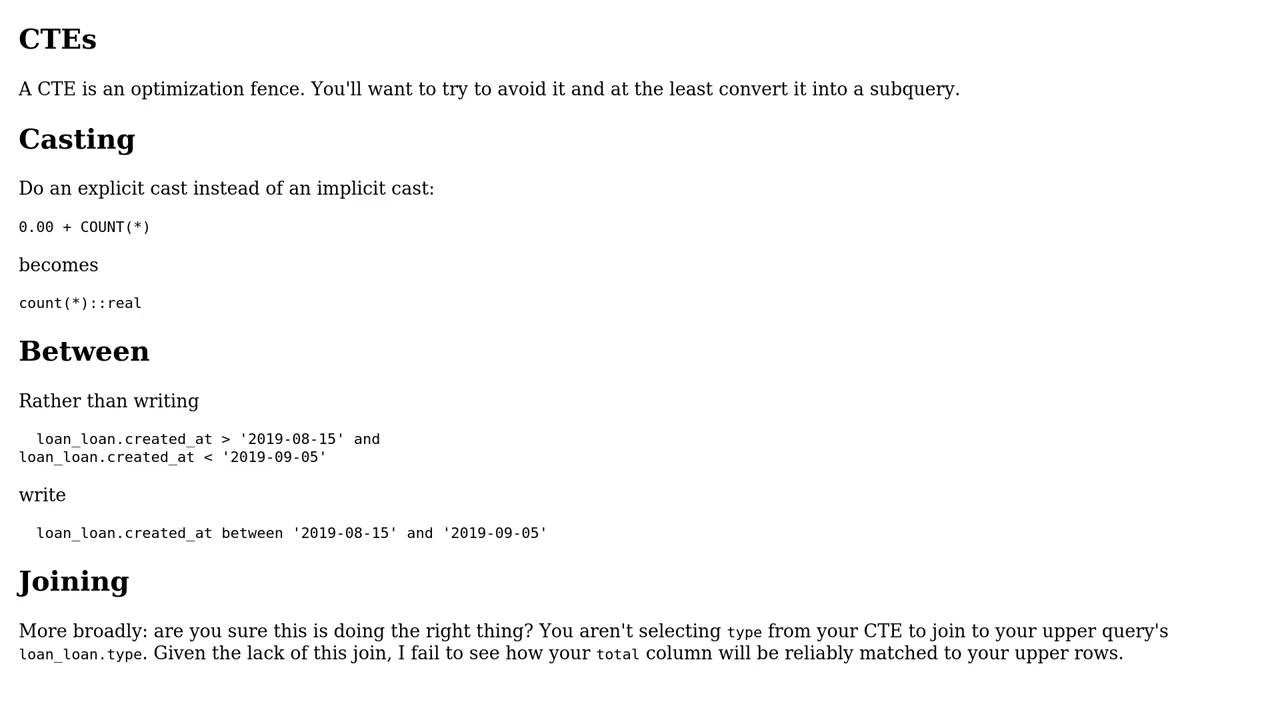 CTEs
A CTE is an optimization fence. You'll want to try to avoid it and at the least convert it into a subquery.
Casting
Do an explicit cast instead of an implicit cast:
0.00 + COUNT(*)
becomes
count(*)::real
Between
Rather than writing
  loan_loan.created_at > '2019-08-15' and
loan_loan.created_at < '2019-09-05'
write
  loan_loan.created_at between '2019-08-15' and '2019-09-05'
Joining
More broadly: are you sure this is doing the right thing? You aren't selecting type from your CTE to join to your upper query's
loan_loan.type. Given the lack of this join, I fail to see how your total column will be reliably matched to your upper rows.